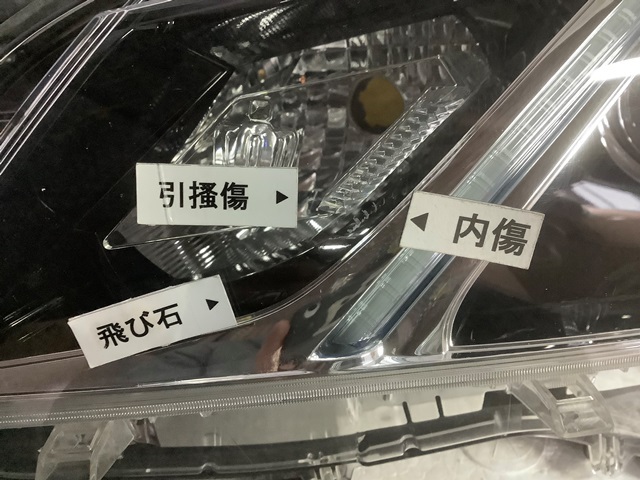 引掻傷 ▶
◀ 内傷
飛び石 ▶